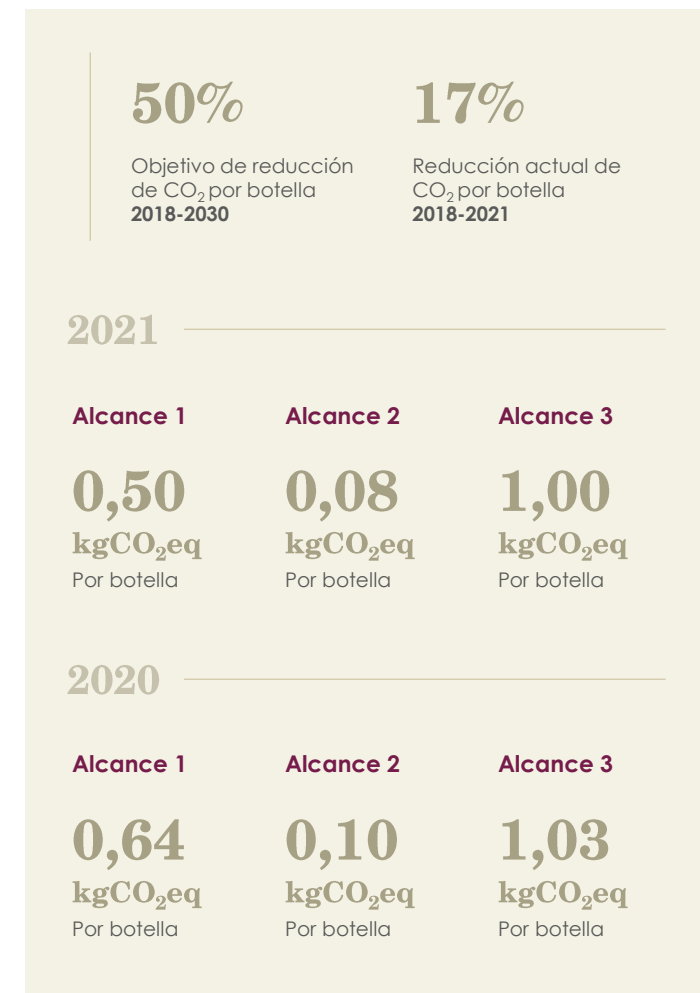 50%
Objetivo de reducción
de CO₂ por botella
2018-2030
17%
Reducción actual de
CO₂ por botella
2018-2021
2021
Alcance 1
0,50
kgCO₂eq
Por botella
Alcance 2
0,08
kgCO₂eq
Por botella
Alcance 3
1,00
kgCO₂eq
Por botella
2020
Alcance 1
0,64
kgCO₂eq
Por botella
Alcance 2
0,10
kgCO₂eq
Por botella
Alcance 3
1,03
kgCO₂eq
Por botella